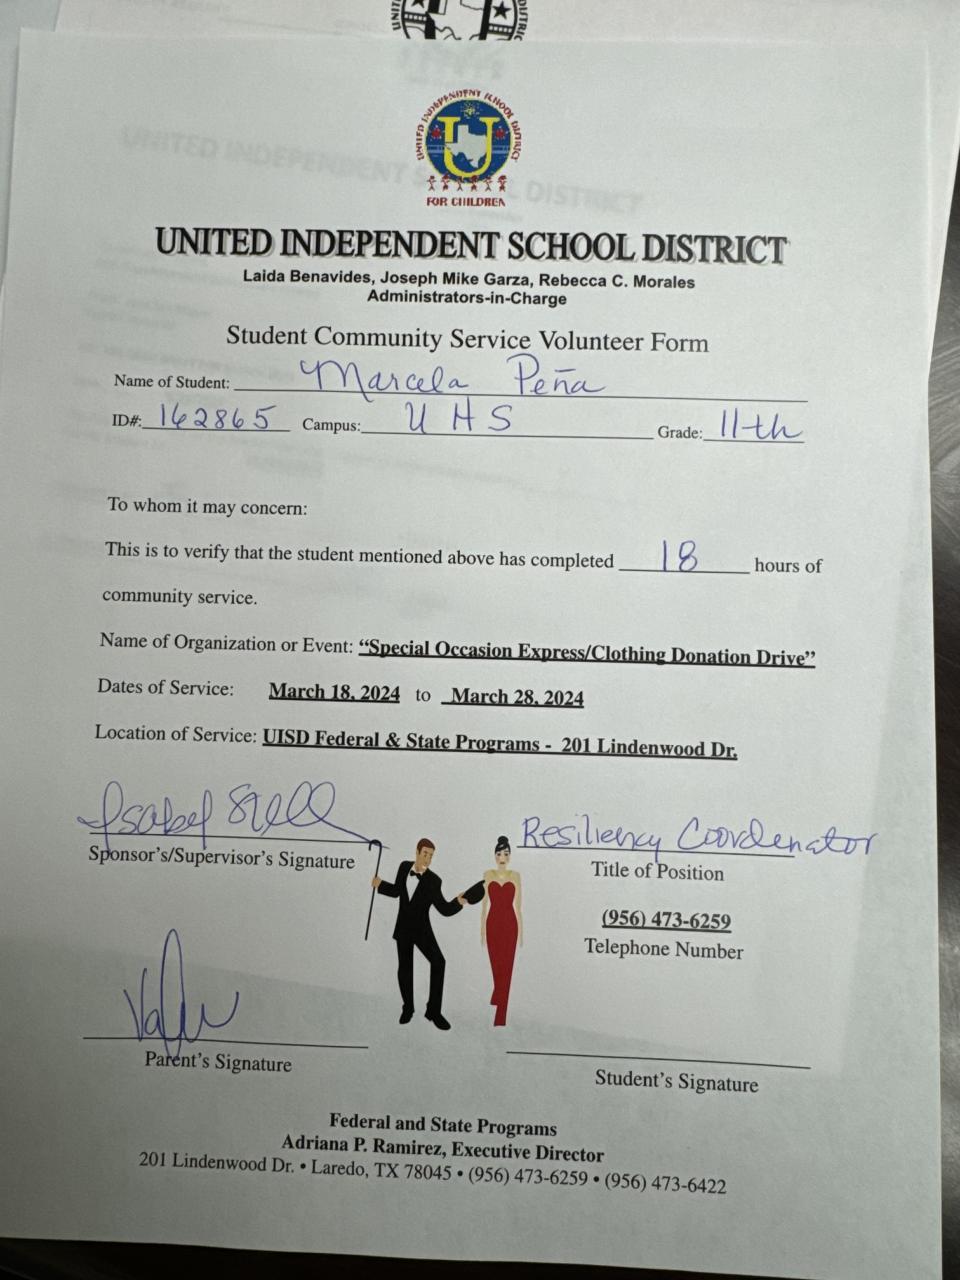 UNITED INDEPENDENT SCHOOL DISTRICT
FOR CHILDREN
UNITED INDEPENDENT SCHOOL DISTRICT
Laida Benavides, Joseph Mike Garza, Rebecca C. Morales
Administrators-in-Charge
Student Community Service Volunteer Form
Name of Student: Marcela Peña
ID#: 162865 Campus: UHS Grade: 11th
To whom it may concern:
This is to verify that the student mentioned above has completed 18 hours of
community service.
Name of Organization or Event: “Special Occasion Express/Clothing Donation Drive”
Dates of Service: March 18, 2024 to March 28, 2024
Location of Service: UISD Federal & State Programs - 201 Lindenwood Dr.
Isabel Stell Resiliency Coordenator
Sponsor’s/Supervisor’s Signature Title of Position
(956) 473-6259
Telephone Number
Parent’s Signature Student’s Signature
Federal and State Programs
Adriana P. Ramirez, Executive Director
201 Lindenwood Dr. • Laredo, TX 78045 • (956) 473-6259 • (956) 473-6422